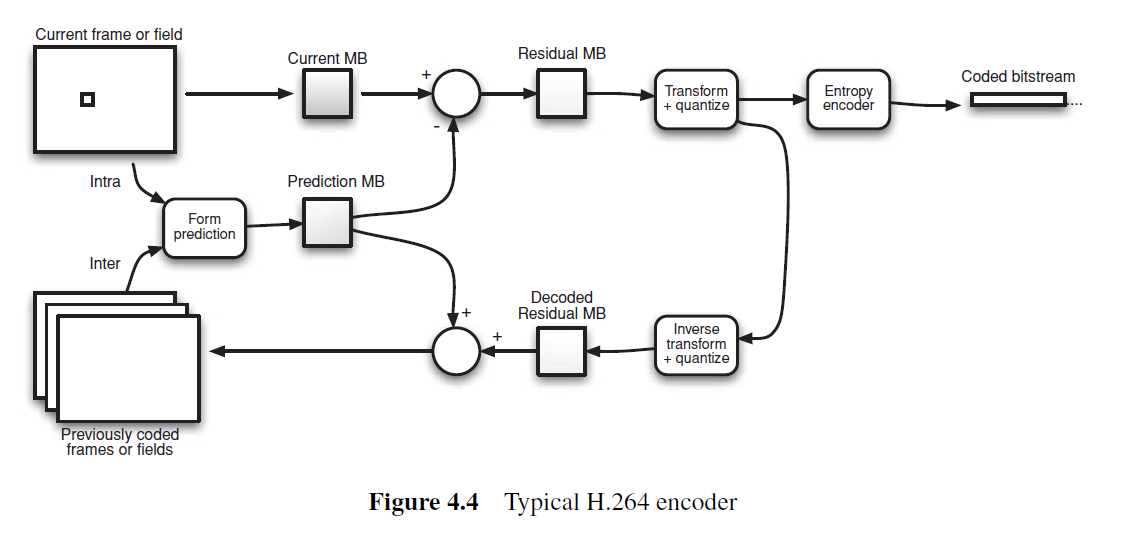 Current frame or field
Current MB
Residual MB
+
-
Transform
+ quantize
Entropy
encoder
Coded bitstream
....
Intra
Prediction MB
Form
prediction
Inter
Decoded
Residual MB
+
+
Inverse
transform
+ quantize
Previously coded
frames or fields
Figure 4.4 Typical H.264 encoder